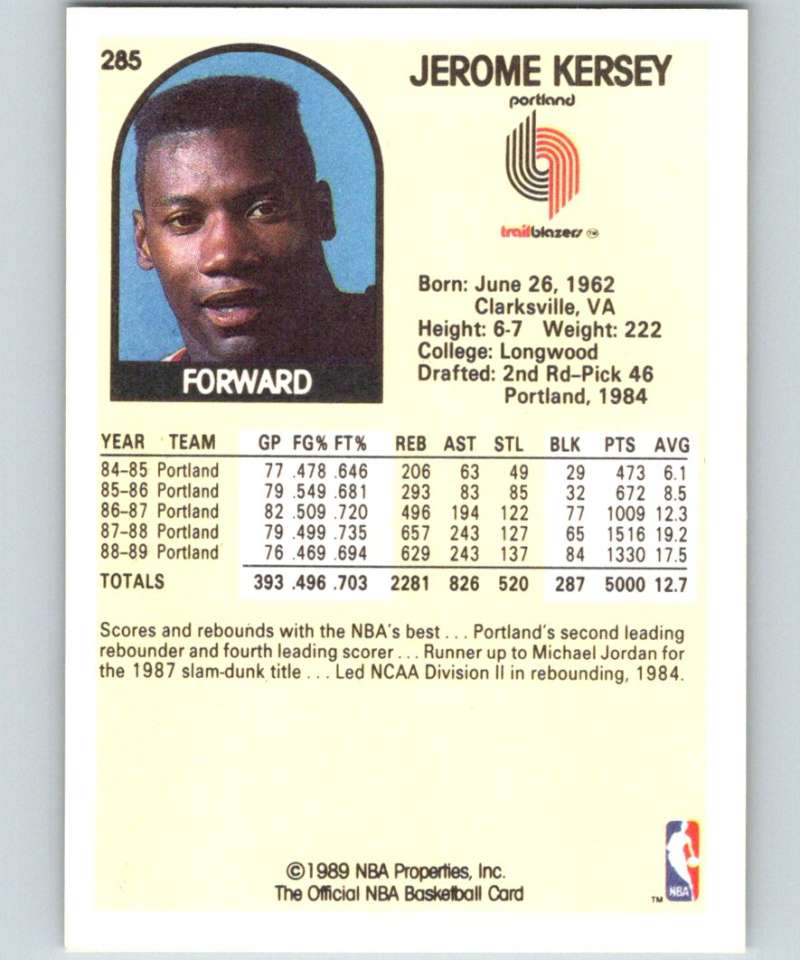 285
JEROME KERSEY
portland
trailblazers TM
Born: June 26, 1962
Clarksville, VA
Height: 6-7 Weight: 222
College: Longwood
Drafted: 2nd Rd-Pick 46
Portland, 1984
FORWARD
YEAR TEAM GP FG% FT% REB AST STL BLK PTS AVG
84-85 Portland 77 .478 .646 206 63 49 29 473 6.1
85-86 Portland 79 .549 .681 293 83 85 32 672 8.5
86-87 Portland 82 .509 .720 496 194 122 77 1009 12.3
87-88 Portland 79 .499 .735 657 243 127 65 1516 19.2
88-89 Portland 76 .469 .694 629 243 137 84 1330 17.5
TOTALS 393 .496 .703 2281 826 520 287 5000 12.7
Scores and rebounds with the NBA's best . . . Portland's second leading
rebounder and fourth leading scorer . . . Runner up to Michael Jordan for
the 1987 slam-dunk title . . . Led NCAA Division II in rebounding, 1984.
©1989 NBA Properties, Inc.
The Official NBA Basketball Card
TM NBA